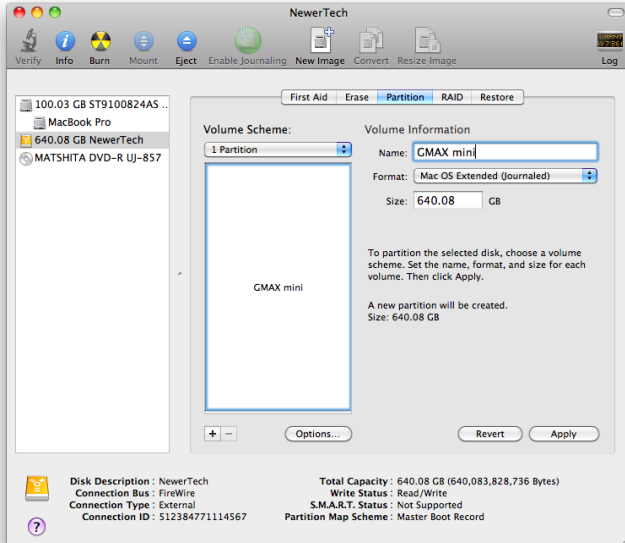 NewerTech
Verify Info Burn Mount Eject Enable Journaling New Image Convert Resize Image Log
100.03 GB ST9100824AS ..
MacBook Pro
640.08 GB NewerTech
MATSHITA DVD-R UJ-857
First Aid Erase Partition RAID Restore
Volume Scheme:
1 Partition
GMAX mini
Volume Information
Name: GMAX mini
Format: Mac OS Extended (Journaled)
Size: 640.08 GB
To partition the selected disk, choose a volume
scheme. Set the name, format, and size for each
volume. Then click Apply.
A new partition will be created.
Size: 640.08 GB
+ − Options... Revert Apply
Disk Description : NewerTech
Connection Bus : FireWire
Connection Type : External
Connection ID : 512384771114567
Total Capacity : 640.08 GB (640,083,828,736 Bytes)
Write Status : Read/Write
S.M.A.R.T. Status : Not Supported
Partition Map Scheme : Master Boot Record
?